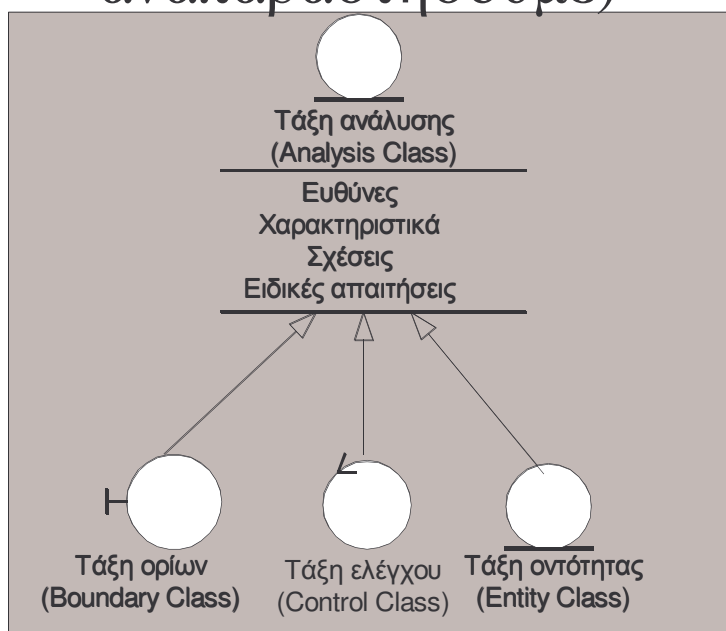 Τάξη ανάλυσης
(Analysis Class)
Ευθύνες
Χαρακτηριστικά
Σχέσεις
Ειδικές απαιτήσεις
Τάξη ορίων
(Boundary Class)
Τάξη ελέγχου
(Control Class)
Τάξη οντότητας
(Entity Class)